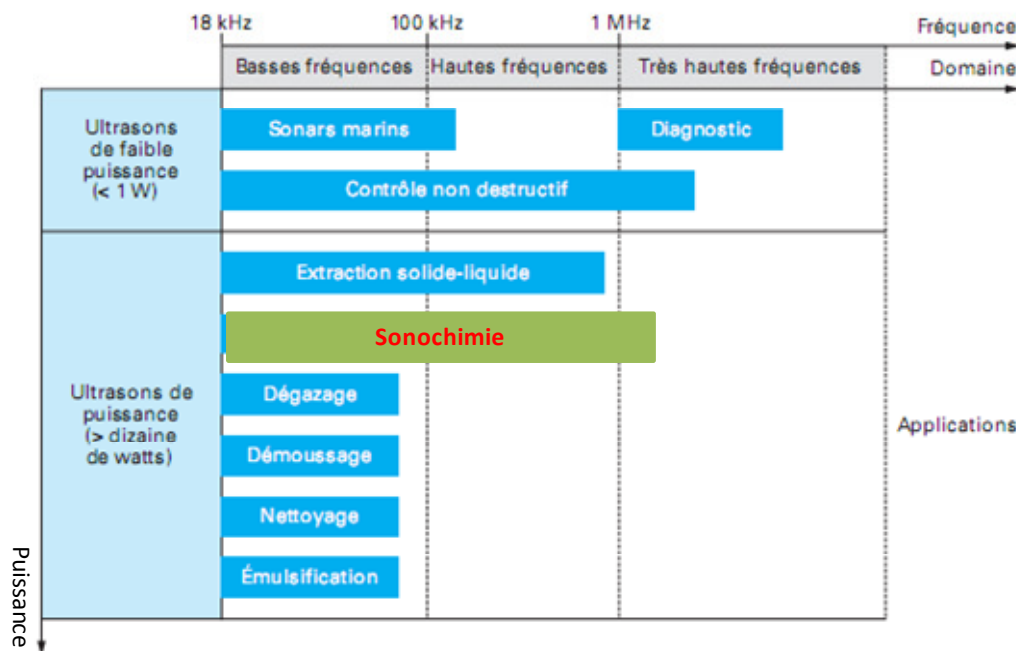 18 kHz 100 kHz 1 MHz Fréquence
Basses fréquences Hautes fréquences Très hautes fréquences Domaine
Ultrasons
de faible
puissance
(< 1 W)
Sonars marins Diagnostic
Contrôle non destructif
Extraction solide-liquide
Sonochimie
Ultrasons de
puissance
(> dizaine
de watts)
Dégazage
Démoussage
Nettoyage
Émulsification
Applications
Puissance